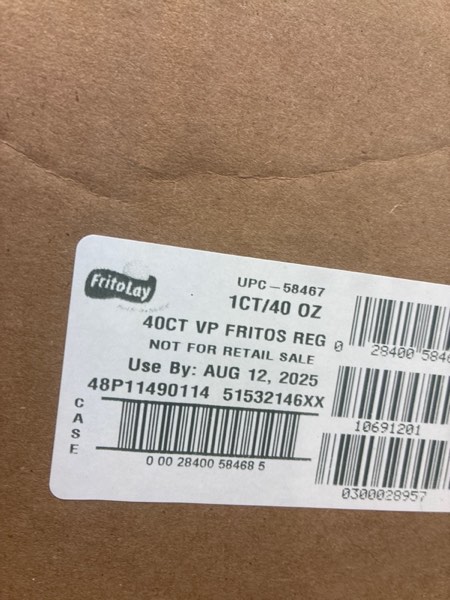 FritoLay
UPC-58467
1CT/40 OZ
40CT VP FRITOS REG
NOT FOR RETAIL SALE
Use By: AUG 12, 2025
48P11490114 51532146XX
CASE
0 00 28400 58468 5
0 28400 5846
10691201
0300028957